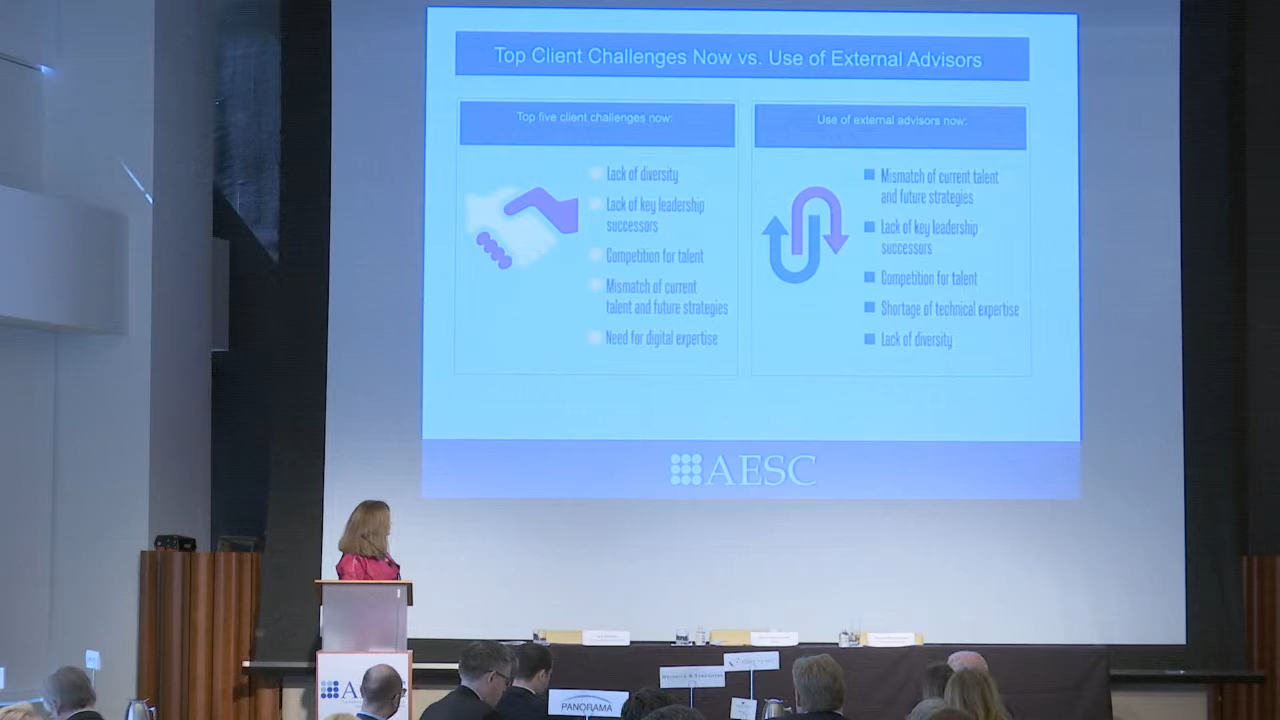 Top Client Challenges Now vs. Use of External Advisors
Top five client challenges now:
Lack of diversity
Lack of key leadership
successors
Competition for talent
Mismatch of current
talent and future strategies
Need for digital expertise
Use of external advisors now:
Mismatch of current talent
and future strategies
Lack of key leadership
successors
Competition for talent
Shortage of technical expertise
Lack of diversity
AESC
PANORAMA